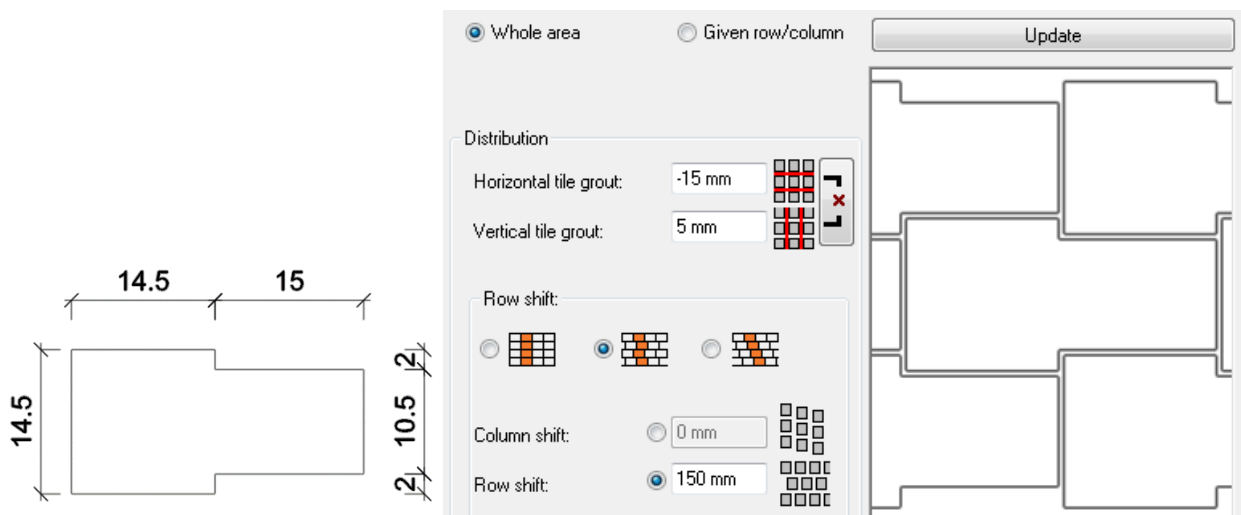 Whole area
Given row/column
Update
Distribution
Horizontal tile grout:
-15 mm
Vertical tile grout:
5 mm
Row shift:
Column shift:
0 mm
Row shift:
150 mm
14.5
15
14.5
2
10.5
2